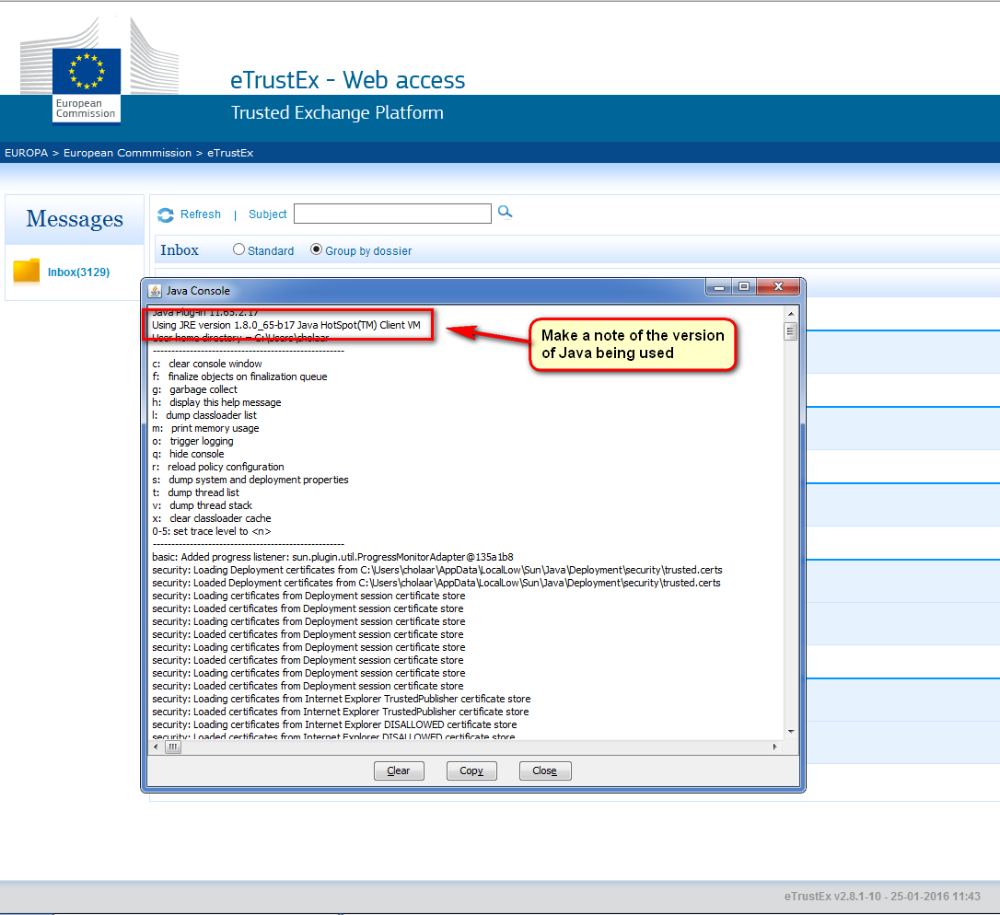 eTrustEx - Web access
European
Commission
Trusted Exchange Platform
EUROPA > European Commmission > eTrustEx
Messages
Refresh | Subject
Inbox Standard Group by dossier
Inbox(3129)
Java Console
Java Plug-in 11.65.2.17
Using JRE version 1.8.0_65-b17 Java HotSpot(TM) Client VM
User home directory = C:\Users\cholaar
Make a note of the version
of Java being used
----------------------------------------------------
c: clear console window
f: finalize objects on finalization queue
g: garbage collect
h: display this help message
l: dump classloader list
m: print memory usage
o: trigger logging
q: hide console
r: reload policy configuration
s: dump system and deployment properties
t: dump thread list
v: dump thread stack
x: clear classloader cache
0-5: set trace level to <n>
----------------------------------------------------
basic: Added progress listener: sun.plugin.util.ProgressMonitorAdapter@135a1b8
security: Loading Deployment certificates from C:\Users\cholaar\AppData\LocalLow\Sun\Java\Deployment\security\trusted.certs
security: Loaded Deployment certificates from C:\Users\cholaar\AppData\LocalLow\Sun\Java\Deployment\security\trusted.certs
security: Loading certificates from Deployment session certificate store
security: Loaded certificates from Deployment session certificate store
security: Loading certificates from Deployment session certificate store
security: Loaded certificates from Deployment session certificate store
security: Loading certificates from Deployment session certificate store
security: Loaded certificates from Deployment session certificate store
security: Loading certificates from Deployment session certificate store
security: Loaded certificates from Deployment session certificate store
security: Loading certificates from Internet Explorer TrustedPublisher certificate store
security: Loaded certificates from Internet Explorer TrustedPublisher certificate store
security: Loading certificates from Internet Explorer DISALLOWED certificate store
security: Loaded certificates from Internet Explorer DISALLOWED certificate store
Clear Copy Close
eTrustEx v2.8.1-10 - 25-01-2016 11:43